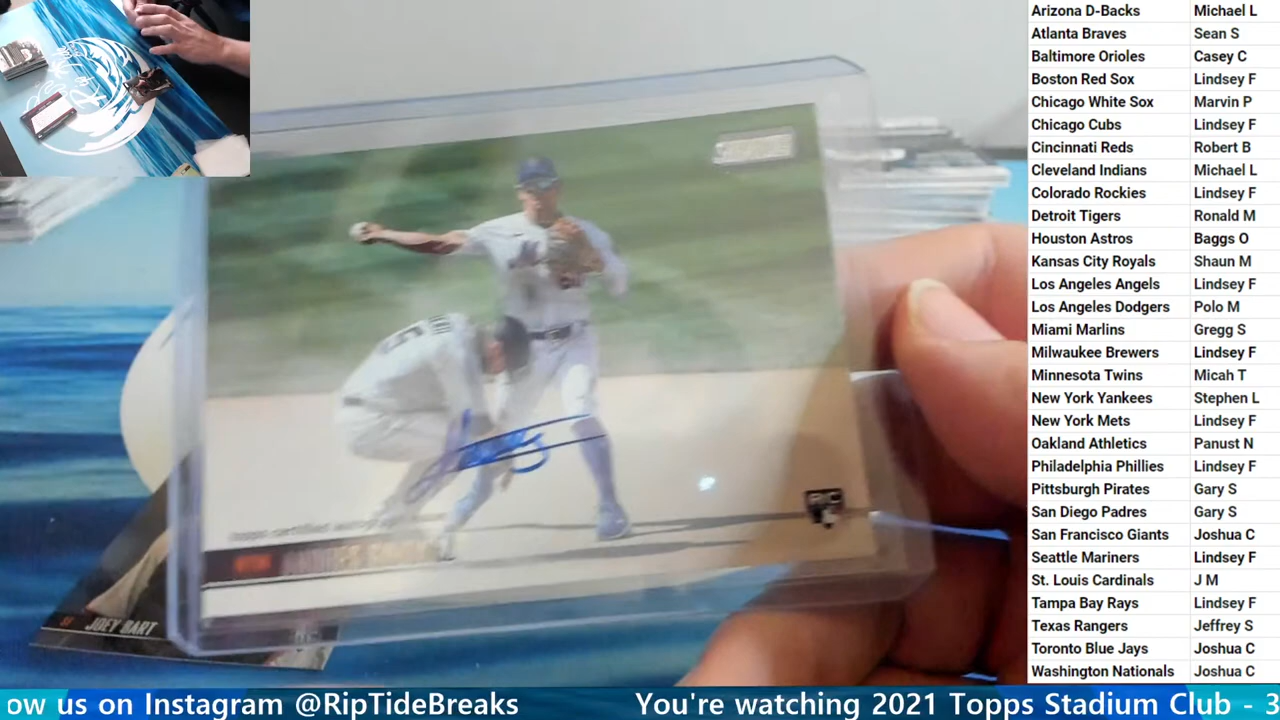 Arizona D-Backs Michael L
Atlanta Braves Sean S
Baltimore Orioles Casey C
Boston Red Sox Lindsey F
Chicago White Sox Marvin P
Chicago Cubs Lindsey F
Cincinnati Reds Robert B
Cleveland Indians Michael L
Colorado Rockies Lindsey F
Detroit Tigers Ronald M
Houston Astros Baggs O
Kansas City Royals Shaun M
Los Angeles Angels Lindsey F
Los Angeles Dodgers Polo M
Miami Marlins Gregg S
Milwaukee Brewers Lindsey F
Minnesota Twins Micah T
New York Yankees Stephen L
New York Mets Lindsey F
Oakland Athletics Panust N
Philadelphia Phillies Lindsey F
Pittsburgh Pirates Gary S
San Diego Padres Gary S
San Francisco Giants Joshua C
Seattle Mariners Lindsey F
St. Louis Cardinals J M
Tampa Bay Rays Lindsey F
Texas Rangers Jeffrey S
Toronto Blue Jays Joshua C
Washington Nationals Joshua C
JOEY BART
ow us on Instagram @RipTideBreaks You're watching 2021 Topps Stadium Club - 3